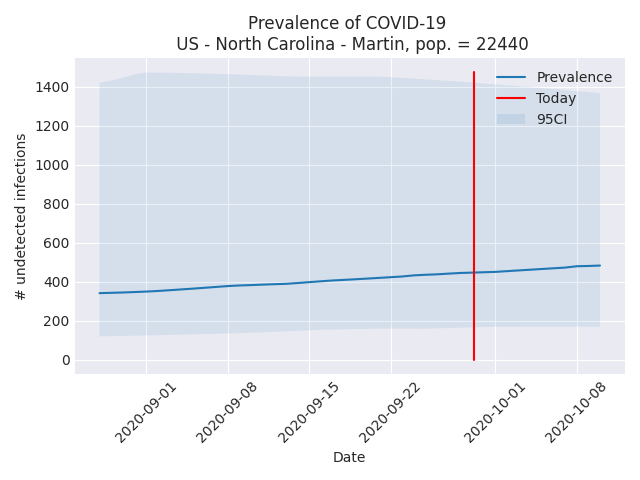 Prevalence of COVID-19
US - North Carolina - Martin, pop. = 22440
Prevalence
Today
95CI
# undetected infections
1400
1200
1000
800
600
400
200
0
2020-09-01
2020-09-08
2020-09-15
2020-09-22
2020-10-01
2020-10-08
Date